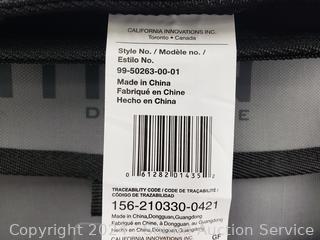 CALIFORNIA INNOVATIONS INC.
Toronto • Canada
Style No. / Modèle no. /
Estilo No.
99-50263-00-01
Made in China
Fabriqué en Chine
Hecho en China
0 61282 01435 2
TRACEABILITY CODE / CODE DE TRAÇABILITÉ /
CÓDIGO DE TRAZABILIDAD
156-210330-0421
Made in China,Dongguan,Guangdong
Fabriqué en Chine, à Dongguan, au Guangdong
Hecho en China,Dongguan,Guangdong
CALIFORNIA INNOVATIONS INC. GF
Auction Service